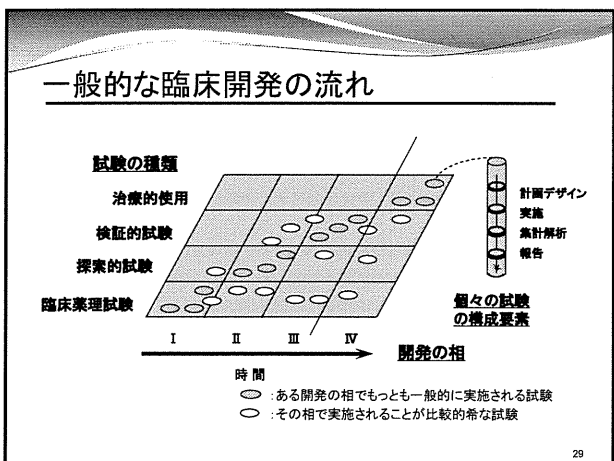 一般的な臨床開発の流れ
試験の種類
治療的使用
検証的試験
探索的試験
臨床薬理試験
I II III IV
時間
開発の相
計画デザイン
実施
集計解析
報告
個々の試験
の構成要素
:ある開発の相でもっとも一般的に実施される試験
:その相で実施されることが比較的希な試験
29